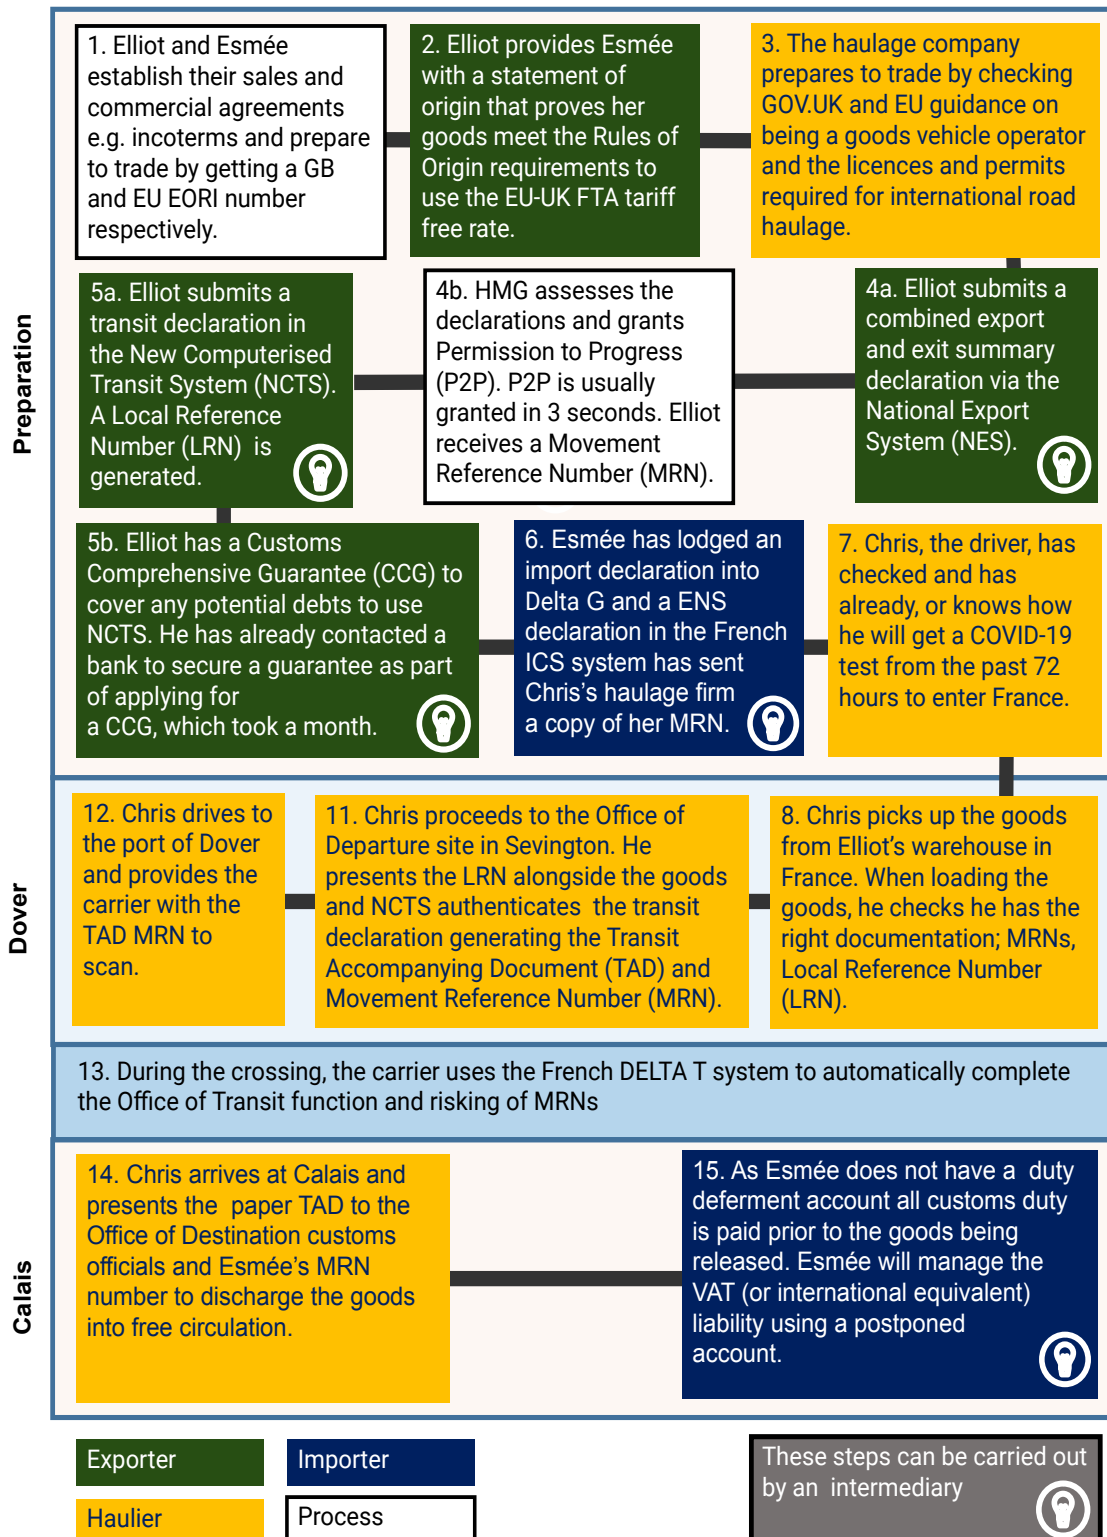 1. Elliot and Esmée
establish their sales and
commercial agreements
e.g. incoterms and prepare
to trade by getting a GB
and EU EORI number
respectively.
2. Elliot provides Esmée
with a statement of
origin that proves her
goods meet the Rules of
Origin requirements to
use the EU-UK FTA tariff
free rate.
3. The haulage company
prepares to trade by checking
GOV.UK and EU guidance on
being a goods vehicle operator
and the licences and permits
required for international road
haulage.
Preparation
4a. Elliot submits a
combined export
and exit summary
declaration via the
National Export
System (NES).
4b. HMG assesses the
declarations and grants
Permission to Progress
(P2P). P2P is usually
granted in 3 seconds. Elliot
receives a Movement
Reference Number (MRN).
5a. Elliot submits a
transit declaration in
the New Computerised
Transit System (NCTS).
A Local Reference
Number (LRN) is
generated.
5b. Elliot has a Customs
Comprehensive Guarantee (CCG) to
cover any potential debts to use
NCTS. He has already contacted a
bank to secure a guarantee as part
of applying for
a CCG, which took a month.
6. Esmée has lodged an
import declaration into
Delta G and a ENS
declaration in the French
ICS system has sent
Chris's haulage firm
a copy of her MRN.
7. Chris, the driver, has
checked and has
already, or knows how
he will get a COVID-19
test from the past 72
hours to enter France.
Dover
8. Chris picks up the goods
from Elliot's warehouse in
France. When loading the
goods, he checks he has the
right documentation; MRNs,
Local Reference Number
(LRN).
11. Chris proceeds to the Office of
Departure site in Sevington. He
presents the LRN alongside the goods
and NCTS authenticates the transit
declaration generating the Transit
Accompanying Document (TAD) and
Movement Reference Number (MRN).
12. Chris drives to
the port of Dover
and provides the
carrier with the
TAD MRN to
scan.
13. During the crossing, the carrier uses the French DELTA T system to automatically complete
the Office of Transit function and risking of MRNs
Calais
14. Chris arrives at Calais and
presents the paper TAD to the
Office of Destination customs
officials and Esmée's MRN
number to discharge the goods
into free circulation.
15. As Esmée does not have a duty
deferment account all customs duty
is paid prior to the goods being
released. Esmée will manage the
VAT (or international equivalent)
liability using a postponed
account.
Exporter
Importer
Haulier
Process
These steps can be carried out
by an intermediary